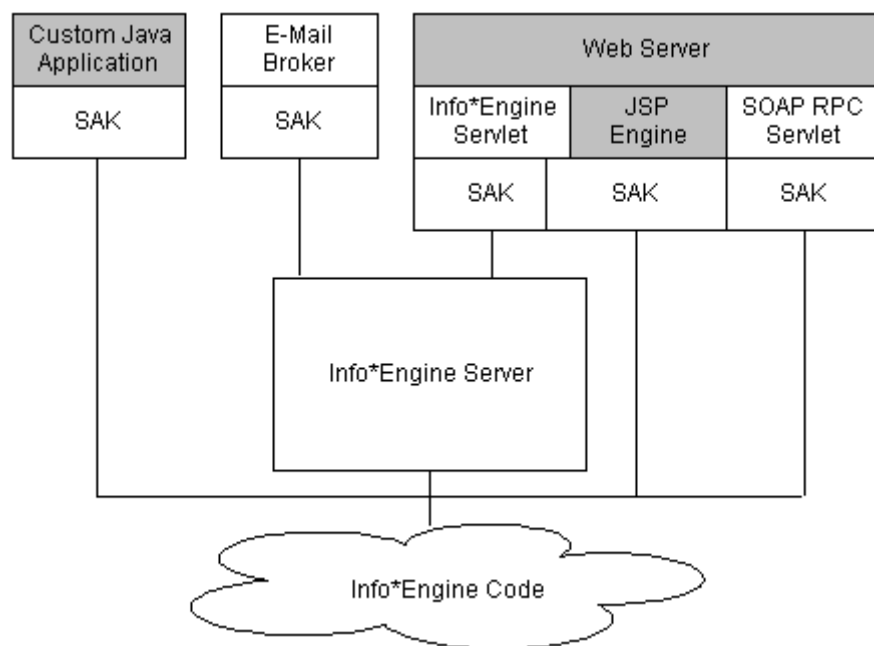 Custom Java
Application
SAK
E-Mail
Broker
SAK
Web Server
Info*Engine
Servlet
JSP
Engine
SOAP RPC
Servlet
SAK
SAK
SAK
Info*Engine Server
Info*Engine Code